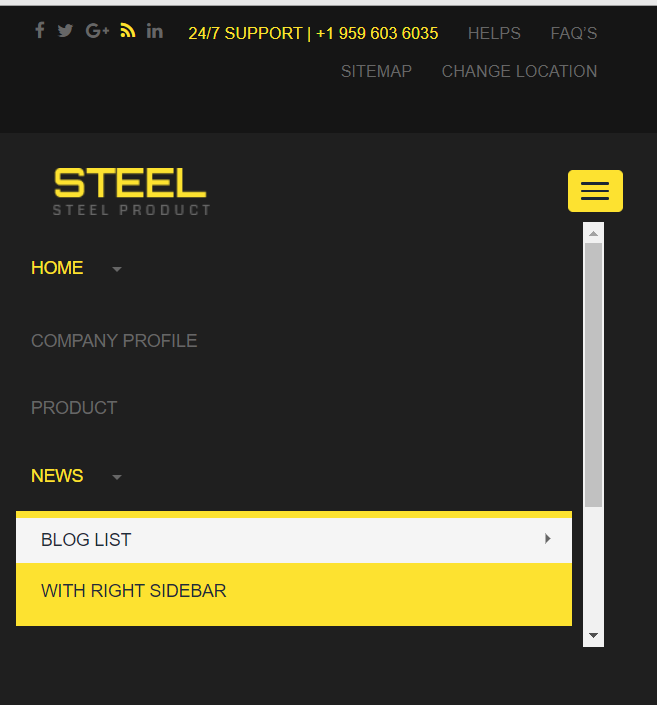 24/7 SUPPORT | +1 959 603 6035 HELPS FAQ'S
SITEMAP CHANGE LOCATION
STEEL
STEEL PRODUCT
HOME
COMPANY PROFILE
PRODUCT
NEWS
BLOG LIST
WITH RIGHT SIDEBAR